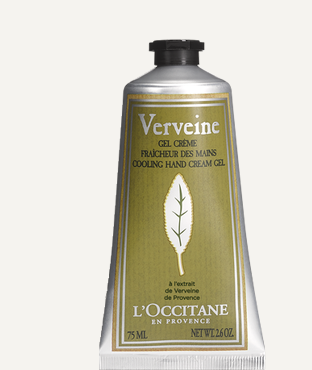 Verveine
GEL CRÈME
FRAÎCHEUR DES MAINS
COOLING HAND CREAM GEL
à l'extrait
de Verveine
de Provence
L'OCCITANE
EN PROVENCE
75 ML NET WT. 2.6 OZ.